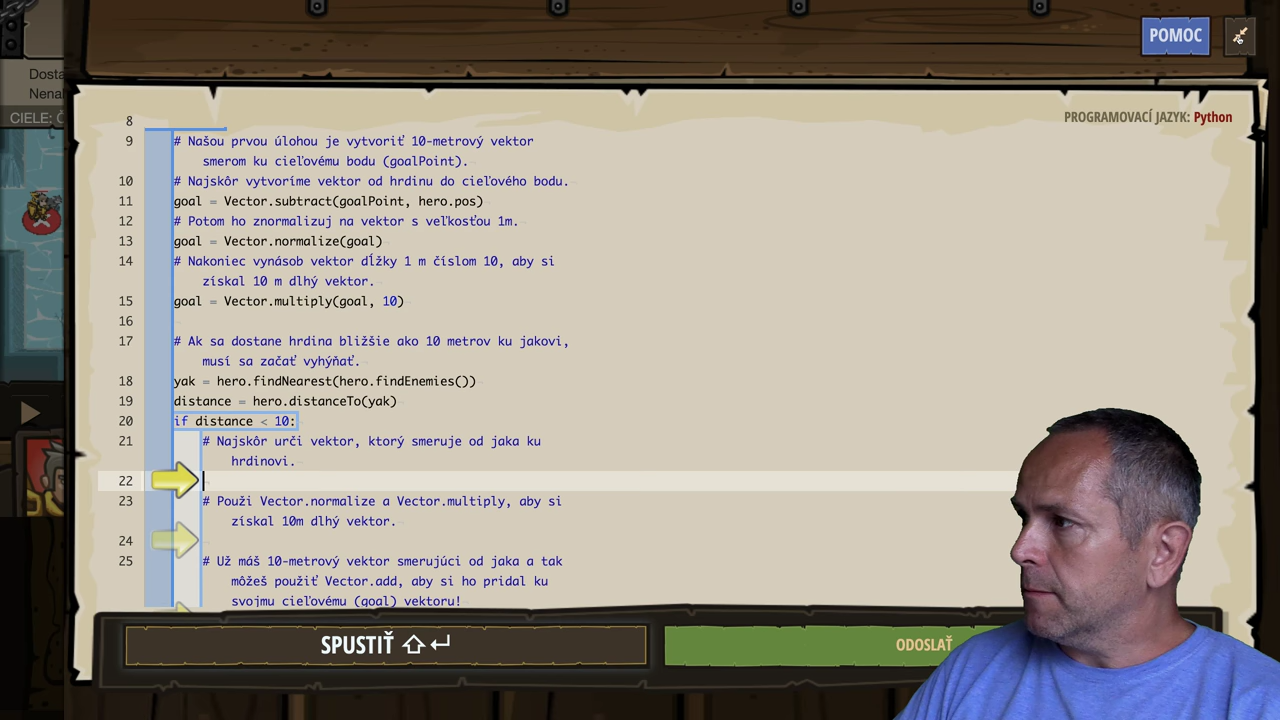 POMOC
Dosta
Nenal
CIELE: Č
PROGRAMOVACÍ JAZYK: Python
8
9 # Našou prvou úlohou je vytvoriť 10-metrový vektor
smerom ku cieľovému bodu (goalPoint).
10 # Najskôr vytvoríme vektor od hrdinu do cieľového bodu.
11 goal = Vector.subtract(goalPoint, hero.pos)
12 # Potom ho znormalizuj na vektor s veľkosťou 1m.
13 goal = Vector.normalize(goal)
14 # Nakoniec vynásob vektor dĺžky 1 m číslom 10, aby si
získal 10 m dlhý vektor.
15 goal = Vector.multiply(goal, 10)
16
17 # Ak sa dostane hrdina bližšie ako 10 metrov ku jakovi,
musí sa začať vyhýňať.
18 yak = hero.findNearest(hero.findEnemies())
19 distance = hero.distanceTo(yak)
20 if distance < 10:
21 # Najskôr urči vektor, ktorý smeruje od jaka ku
hrdinovi.
22
23 # Použi Vector.normalize a Vector.multiply, aby si
získal 10m dlhý vektor.
24
25 # Už máš 10-metrový vektor smerujúci od jaka a tak
môžeš použiť Vector.add, aby si ho pridal ku
svojmu cieľovému (goal) vektoru!
SPUSTIŤ
ODOSLAŤ